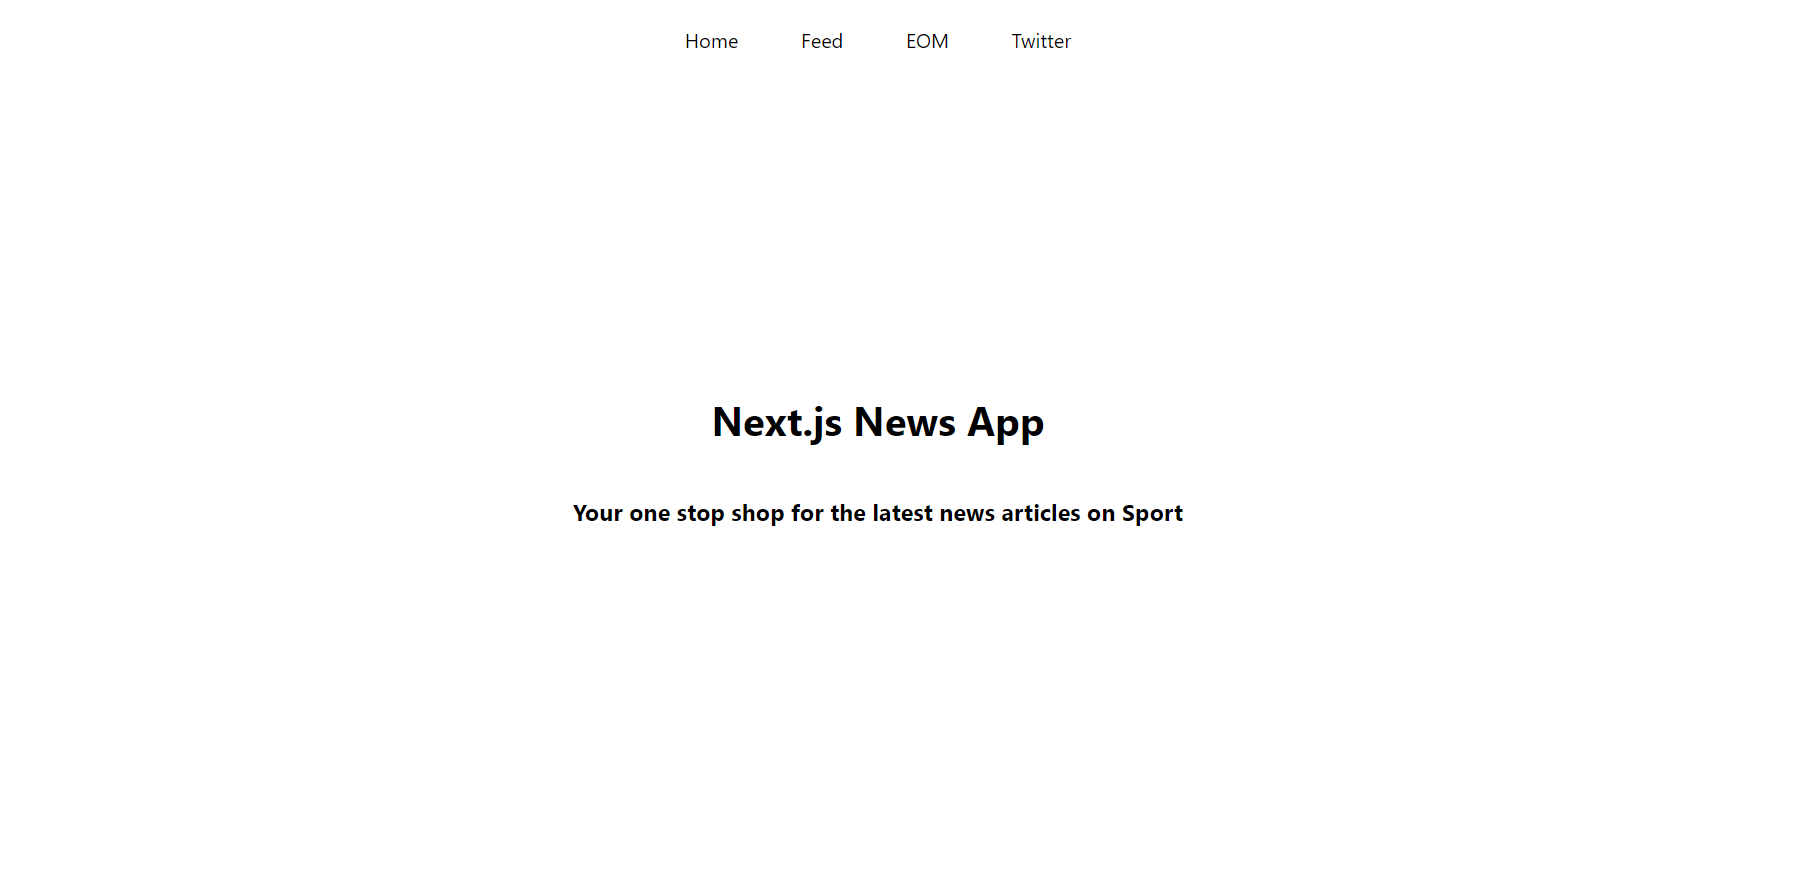 Home Feed EOM Twitter
Next.js News App
Your one stop shop for the latest news articles on Sport